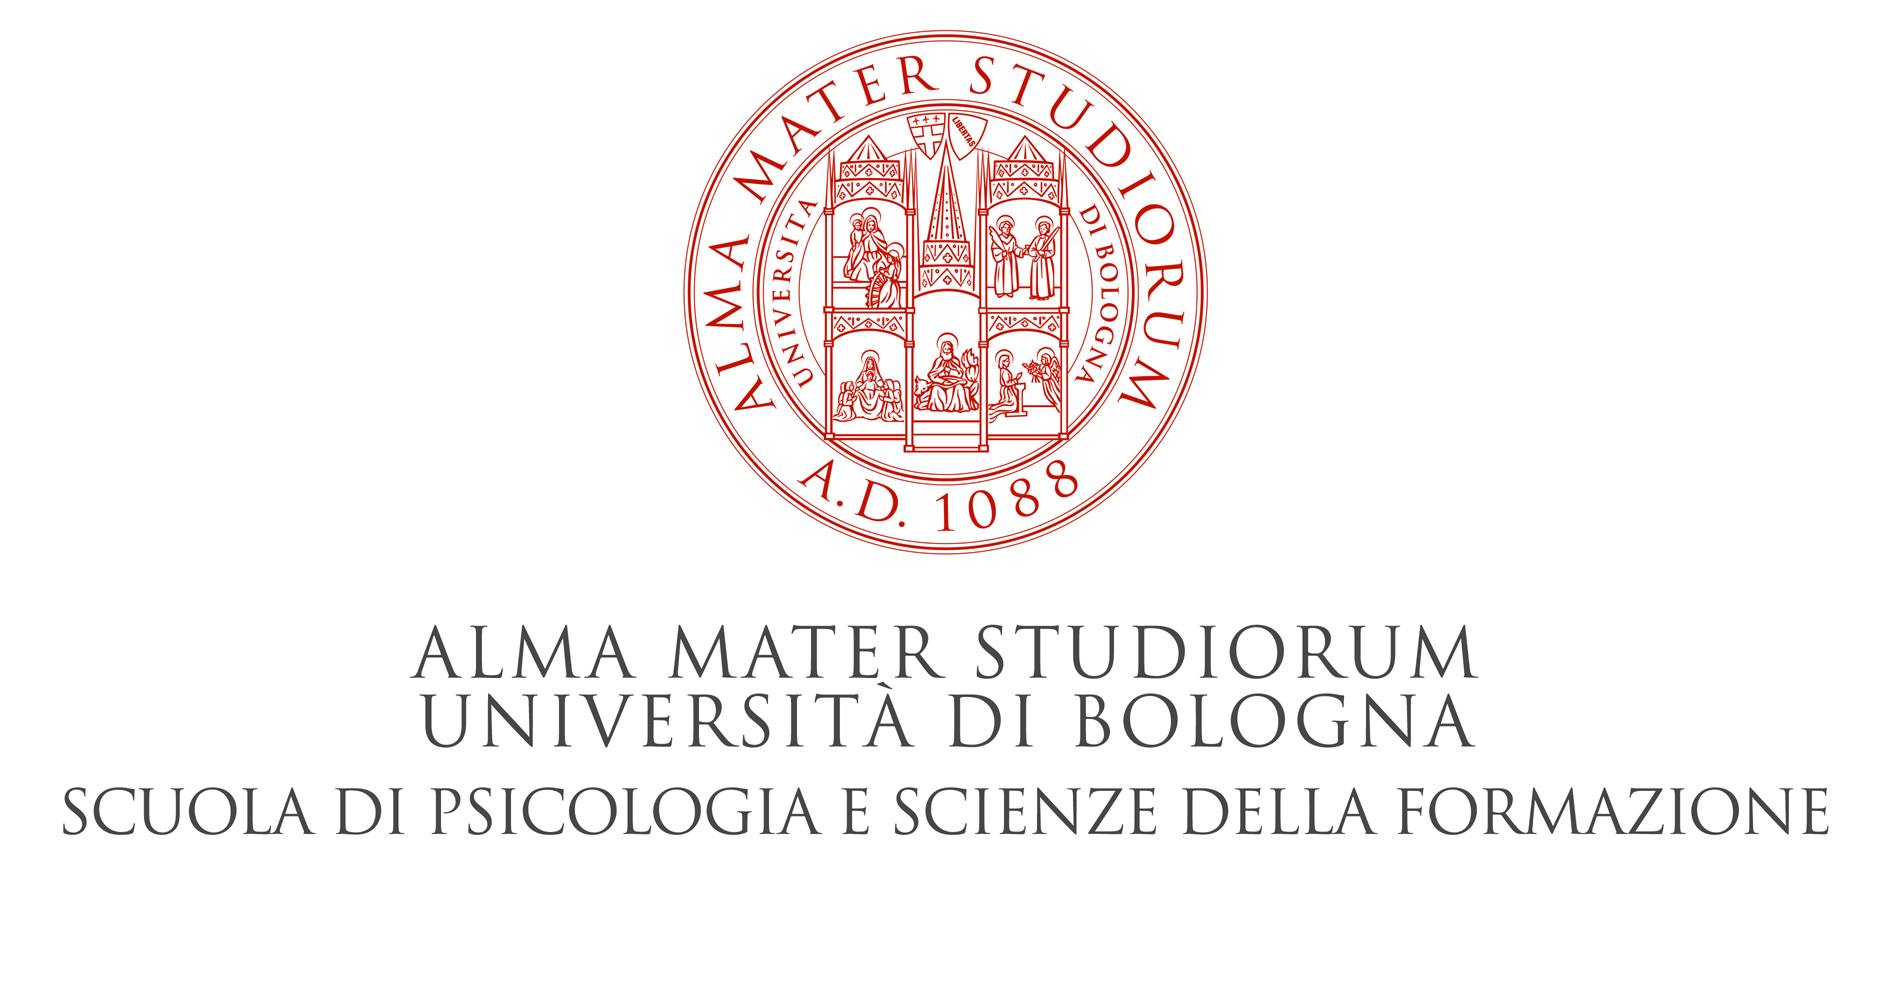 ALMA MATER STUDIORUM
A.D. 1088
UNIVERSITA
DI BOLOGNA
LIBERTAS
ALMA MATER STUDIORUM
UNIVERSITÀ DI BOLOGNA
SCUOLA DI PSICOLOGIA E SCIENZE DELLA FORMAZIONE